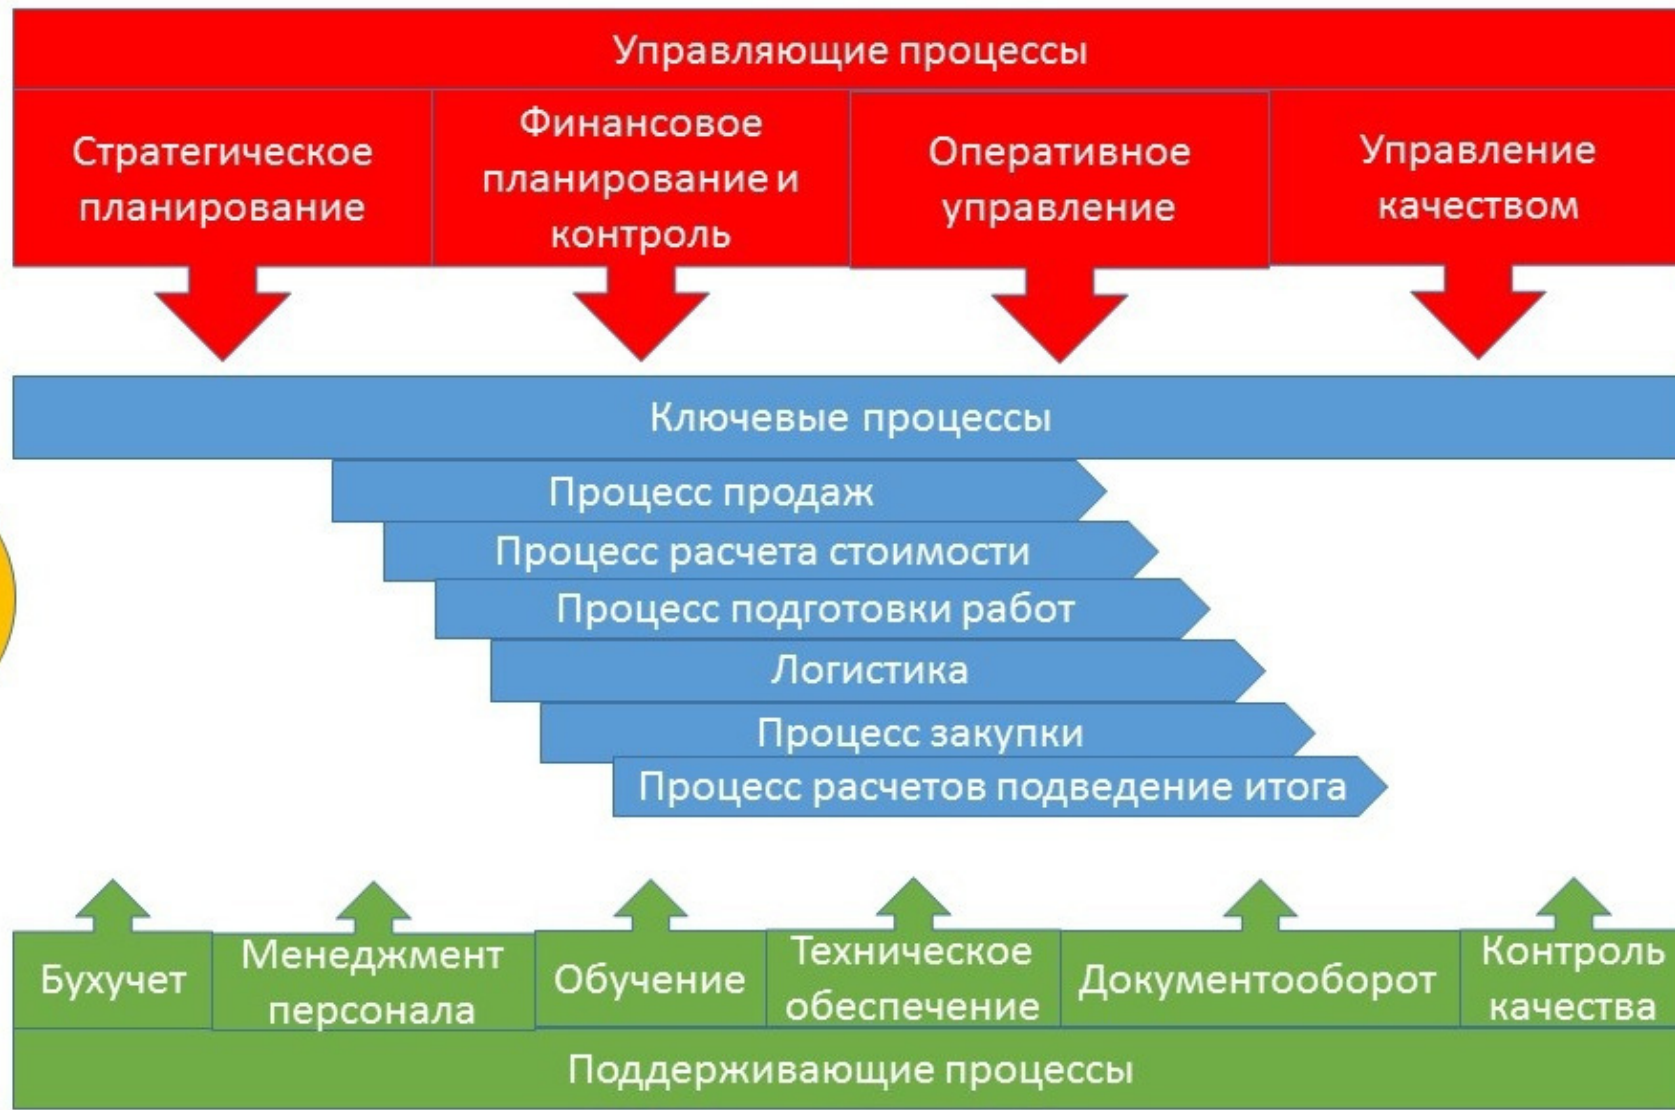 Управляющие процессы
Стратегическое
планирование
Финансовое
планирование и
контроль
Оперативное
управление
Управление
качеством
Ключевые процессы
Процесс продаж
Процесс расчета стоимости
Процесс подготовки работ
Логистика
Процесс закупки
Процесс расчетов подведение итога
Бухучет
Менеджмент
персонала
Обучение
Техническое
обеспечение
Документооборот
Контроль
качества
Поддерживающие процессы